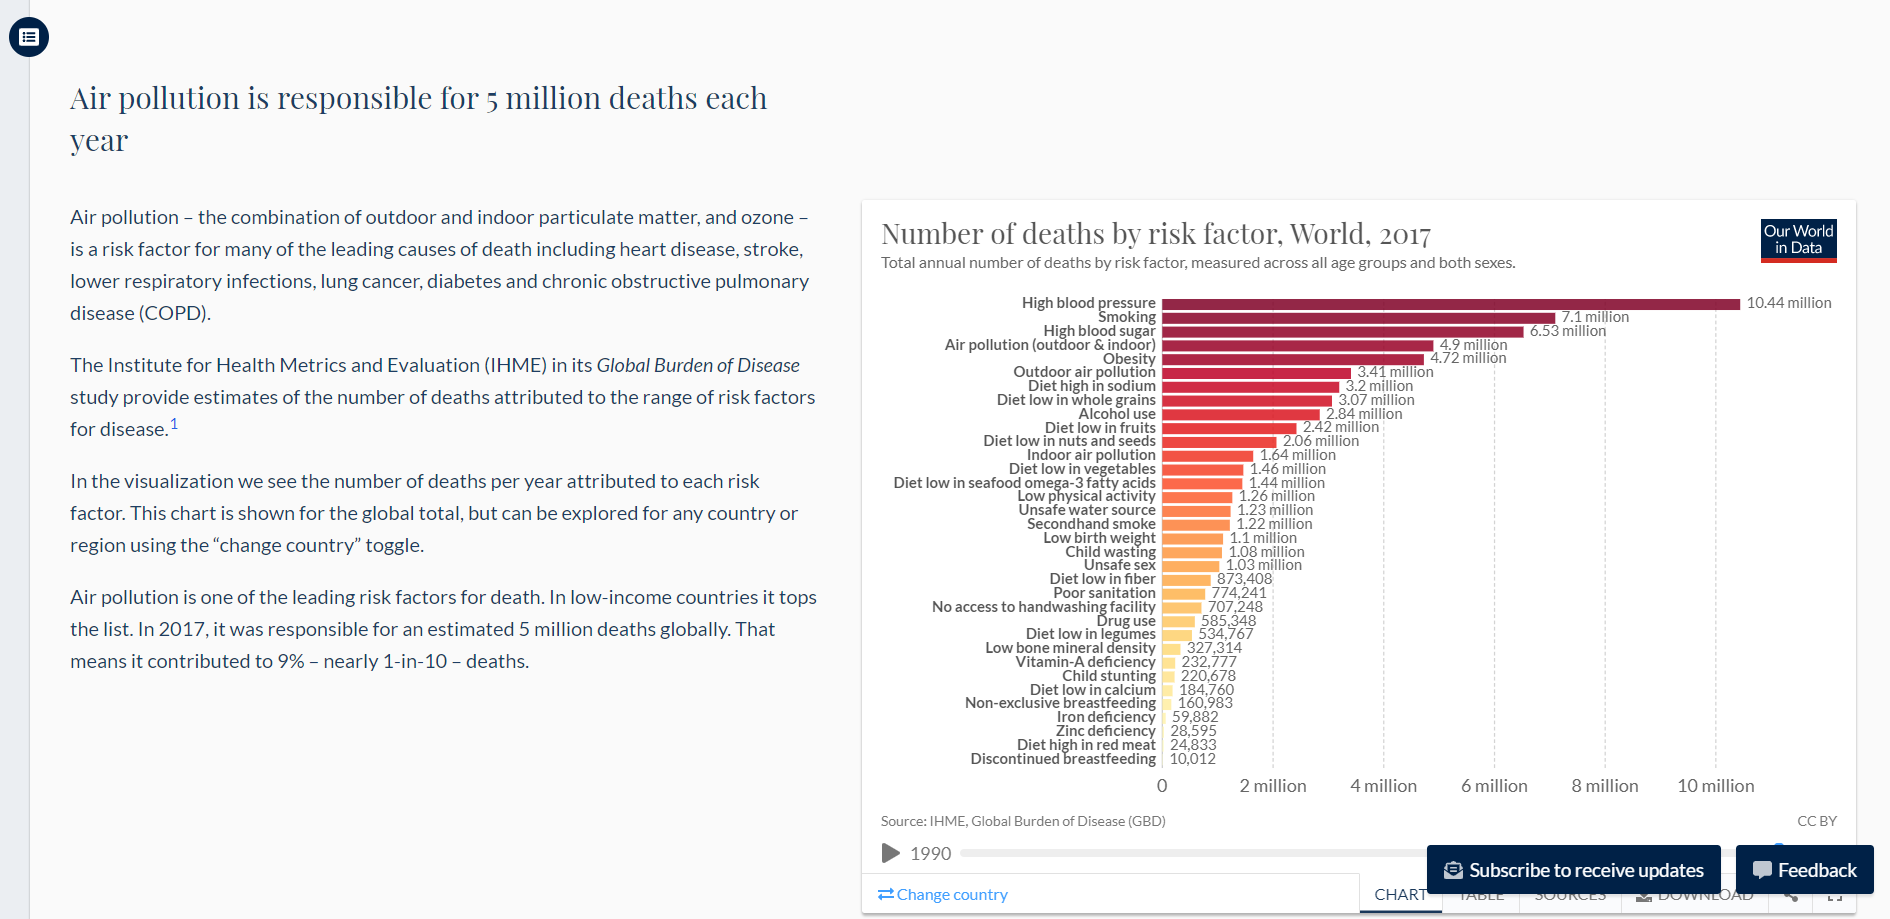 Air pollution is responsible for 5 million deaths each
year
Air pollution – the combination of outdoor and indoor particulate matter, and ozone –
is a risk factor for many of the leading causes of death including heart disease, stroke,
lower respiratory infections, lung cancer, diabetes and chronic obstructive pulmonary
disease (COPD).
The Institute for Health Metrics and Evaluation (IHME) in its Global Burden of Disease
study provide estimates of the number of deaths attributed to the range of risk factors
for disease.1
In the visualization we see the number of deaths per year attributed to each risk
factor. This chart is shown for the global total, but can be explored for any country or
region using the “change country” toggle.
Air pollution is one of the leading risk factors for death. In low-income countries it tops
the list. In 2017, it was responsible for an estimated 5 million deaths globally. That
means it contributed to 9% – nearly 1-in-10 – deaths.
Number of deaths by risk factor, World, 2017
Our World
in Data
Total annual number of deaths by risk factor, measured across all age groups and both sexes.
High blood pressure 10.44 million
Smoking 7.1 million
High blood sugar 6.53 million
Air pollution (outdoor & indoor) 4.9 million
Obesity 4.72 million
Outdoor air pollution 3.41 million
Diet high in sodium 3.2 million
Diet low in whole grains 3.07 million
Alcohol use 2.84 million
Diet low in fruits 2.42 million
Diet low in nuts and seeds 2.06 million
Indoor air pollution 1.64 million
Diet low in vegetables 1.46 million
Diet low in seafood omega-3 fatty acids 1.44 million
Low physical activity 1.26 million
Unsafe water source 1.23 million
Secondhand smoke 1.22 million
Low birth weight 1.1 million
Child wasting 1.08 million
Unsafe sex 1.03 million
Diet low in fiber 873,408
Poor sanitation 774,241
No access to handwashing facility 707,248
Drug use 585,348
Diet low in legumes 534,767
Low bone mineral density 327,314
Vitamin-A deficiency 232,777
Child stunting 220,678
Diet low in calcium 184,760
Non-exclusive breastfeeding 160,983
Iron deficiency 59,882
Zinc deficiency 28,595
Diet high in red meat 24,833
Discontinued breastfeeding 10,012
0 2 million 4 million 6 million 8 million 10 million
Source: IHME, Global Burden of Disease (GBD) CC BY
1990
Subscribe to receive updates Feedback
Change country CHART TABLE SOURCES DOWNLOAD